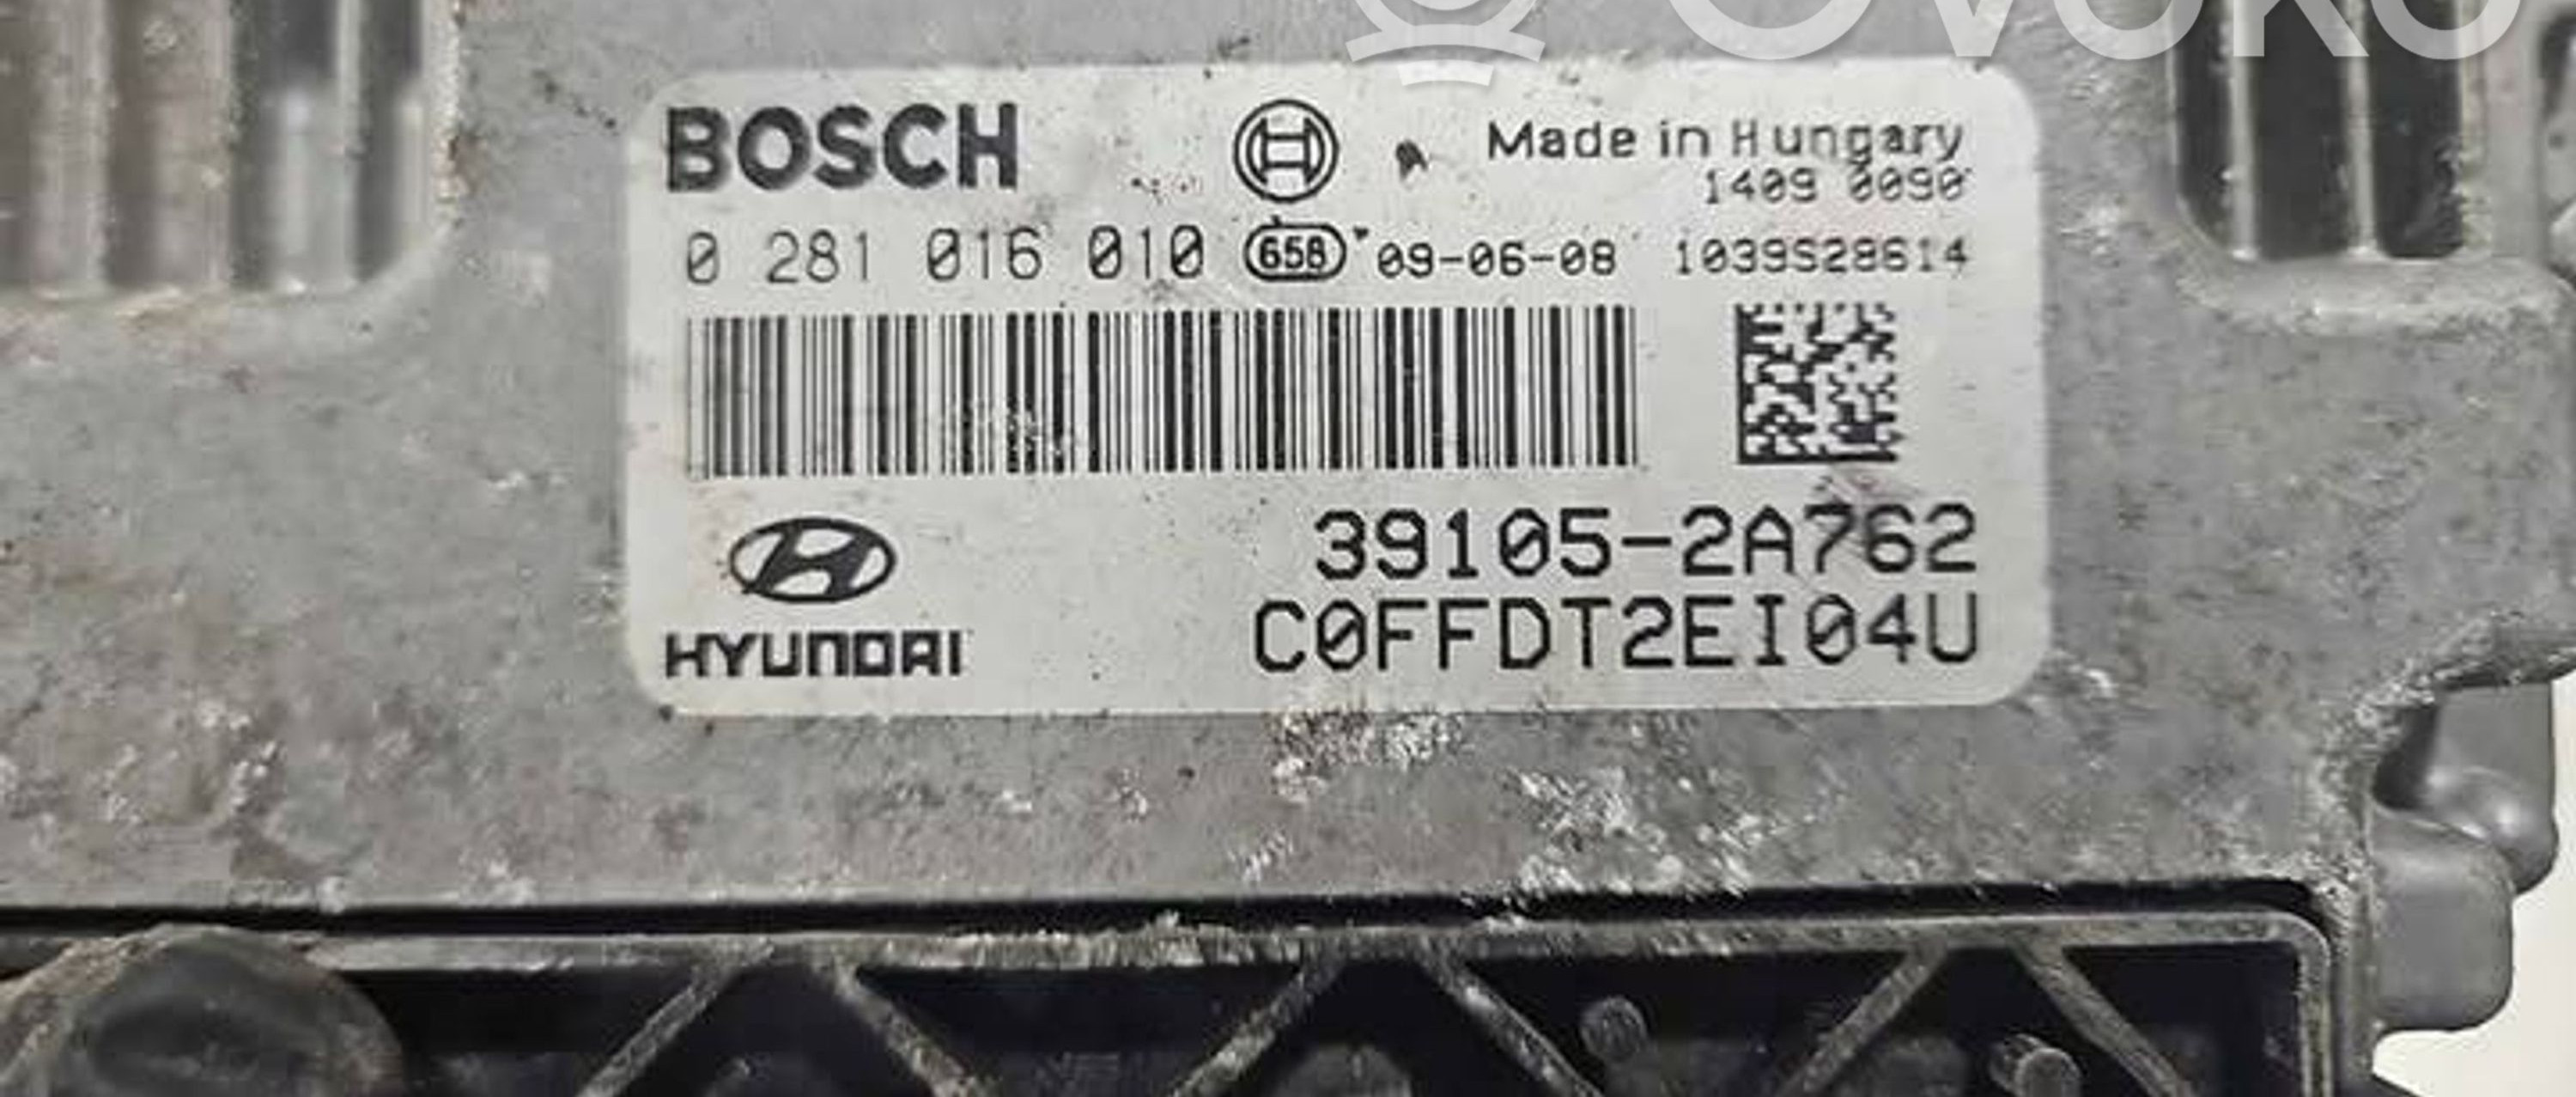 OVOKO
BOSCH
Made in Hungary
1409 0090
0 281 016 010 658 09-06-08 1039S28614
39105-2A762
HYUNDAI
C0FFDT2EI04U